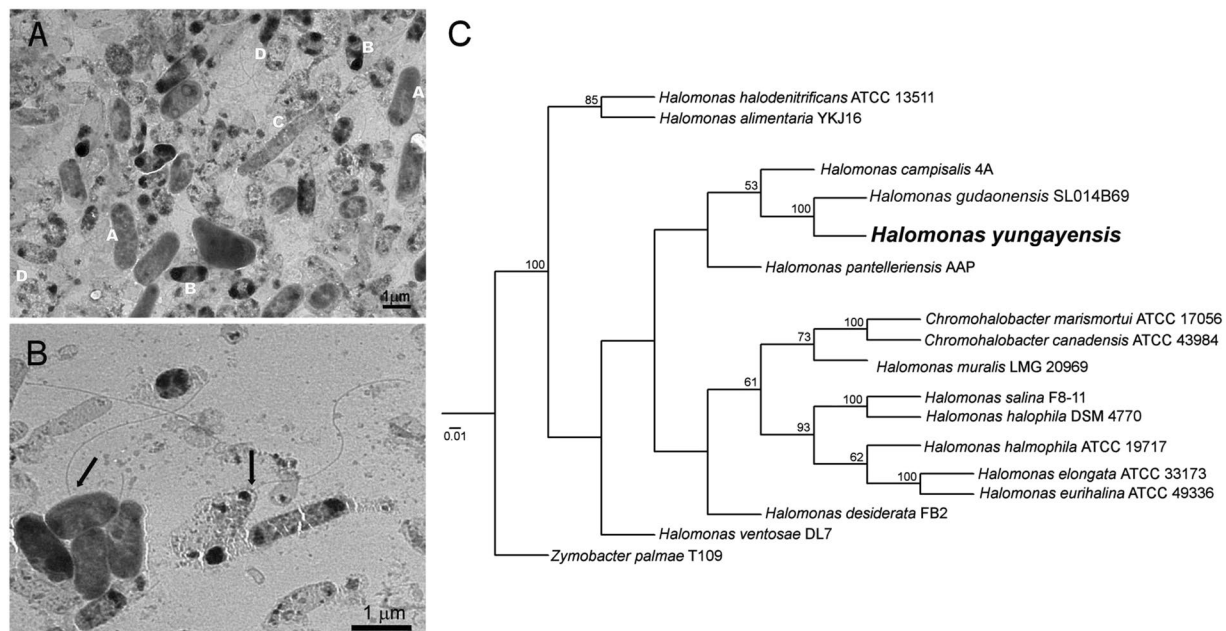 A
D
B
A
C
A
D
B
1µm
B
1 µm
C
85
Halomonas halodenitrificans ATCC 13511
Halomonas alimentaria YKJ16
Halomonas campisalis 4A
53
Halomonas gudaonensis SL014B69
100
Halomonas yungayensis
100
Halomonas pantelleriensis AAP
Chromohalobacter marismortui ATCC 17056
100
73
Chromohalobacter canadensis ATCC 43984
Halomonas muralis LMG 20969
61
Halomonas salina F8-11
100
Halomonas halophila DSM 4770
93
Halomonas halmophila ATCC 19717
62
Halomonas elongata ATCC 33173
100
Halomonas eurihalina ATCC 49336
0.01
Halomonas desiderata FB2
Halomonas ventosae DL7
Zymobacter palmae T109